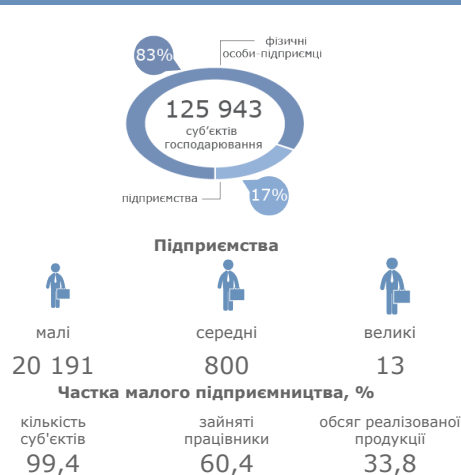 83%
фізичні
особи-підприємці
125 943
суб’єктів
господарювання
підприємства
17%
Підприємства
малі
середні
великі
20 191
800
13
Частка малого підприємництва, %
кількість
суб'єктів
зайняті
працівники
обсяг реалізованої
продукції
99,4
60,4
33,8